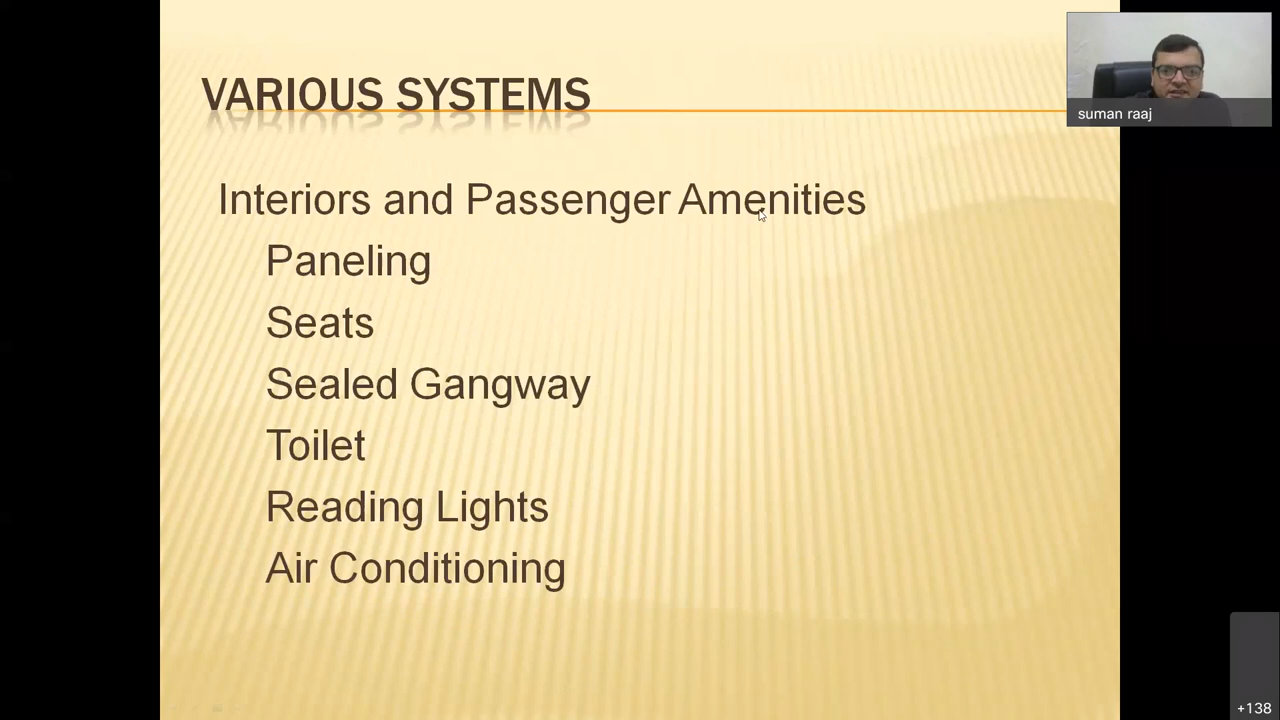 VARIOUS SYSTEMS
suman raaj
Interiors and Passenger Amenities
Paneling
Seats
Sealed Gangway
Toilet
Reading Lights
Air Conditioning
+138